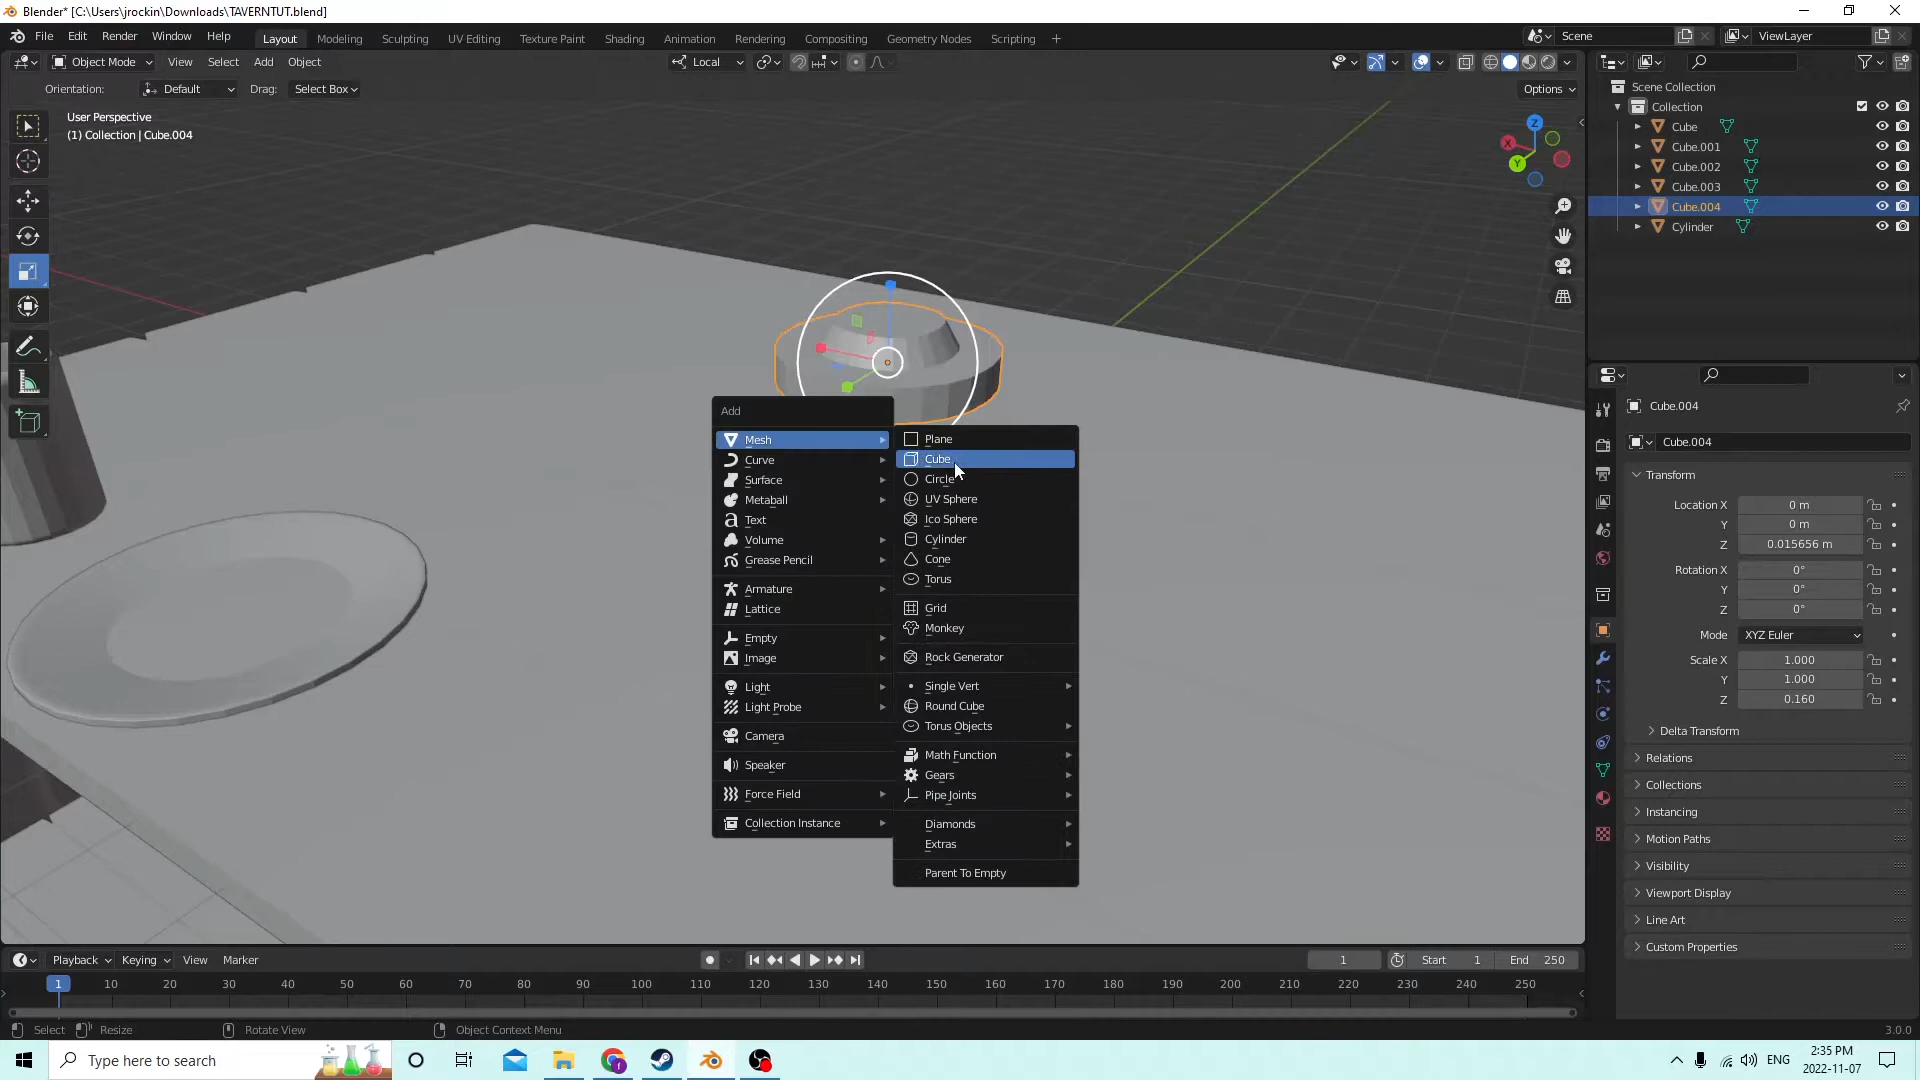 Blender* [C:\Users\jrockin\Downloads\TAVERNTUT.blend]
File Edit Render Window Help
Layout Modeling Sculpting UV Editing Texture Paint Shading Animation Rendering Compositing Geometry Nodes Scripting +
Scene
ViewLayer
Object Mode View Select Add Object
Local
Orientation: Default Drag: Select Box
Options
User Perspective
(1) Collection | Cube.004
Z
X
Y
Scene Collection
Collection
Cube
Cube.001
Cube.002
Cube.003
Cube.004
Cylinder
Add
Mesh
Curve
Surface
Metaball
Text
Volume
Grease Pencil
Armature
Lattice
Empty
Image
Light
Light Probe
Camera
Speaker
Force Field
Collection Instance
Plane
Cube
Circle
UV Sphere
Ico Sphere
Cylinder
Cone
Torus
Grid
Monkey
Rock Generator
Single Vert
Round Cube
Torus Objects
Math Function
Gears
Pipe Joints
Diamonds
Extras
Parent To Empty
Cube.004
Cube.004
Transform
Location X 0 m
Y 0 m
Z 0.015656 m
Rotation X 0°
Y 0°
Z 0°
Mode XYZ Euler
Scale X 1.000
Y 1.000
Z 0.160
Delta Transform
Relations
Collections
Instancing
Motion Paths
Visibility
Viewport Display
Line Art
Custom Properties
Playback Keying View Marker
1 Start 1 End 250
1 10 20 30 40 50 60 70 80 90 100 110 120 130 140 150 160 170 180 190 200 210 220 230 240 250
Select Resize Rotate View Object Context Menu
3.0.0
Type here to search
ENG
2:35 PM
2022-11-07